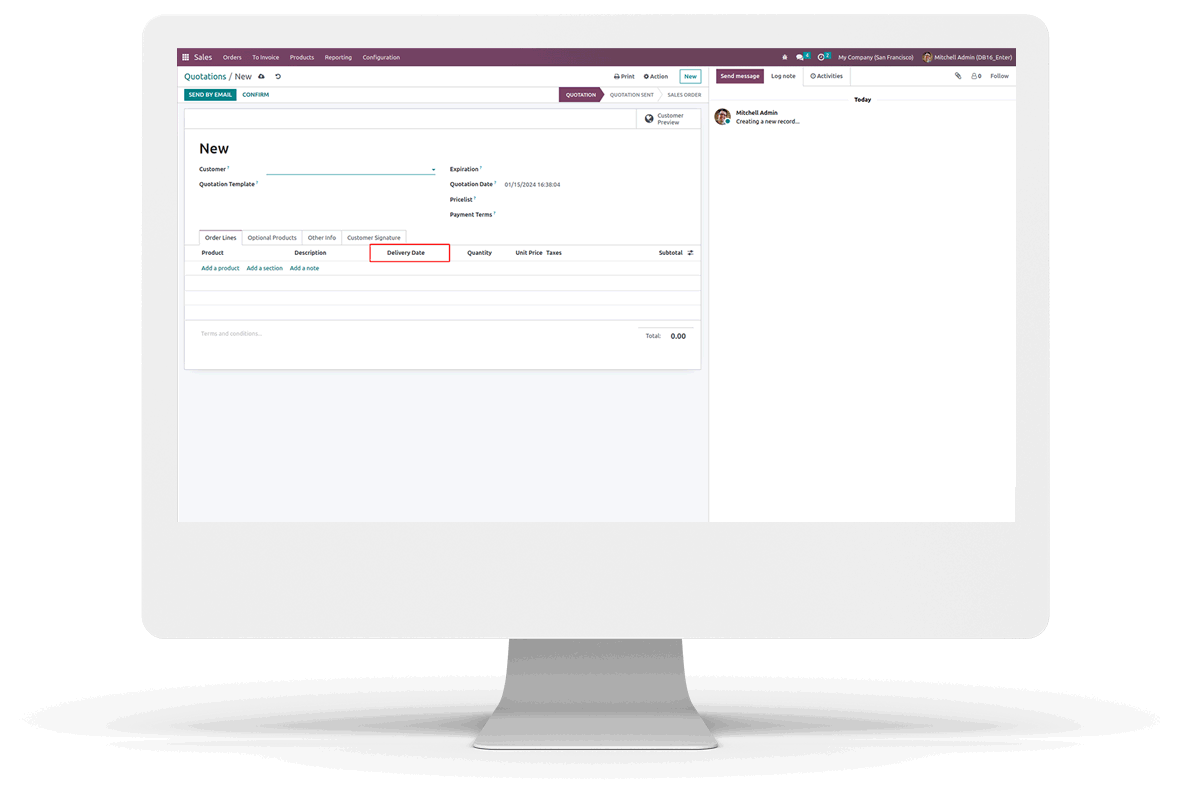 Sales Orders To Invoice Products Reporting Configuration 4 2 My Company (San Francisco) Mitchell Admin (DB16_Enter)
Quotations / New Print Action New Send message Log note Activities 0 Follow
SEND BY EMAIL CONFIRM QUOTATION QUOTATION SENT SALES ORDER
Today
Customer Preview
Mitchell Admin
Creating a new record...
New
Customer ? Expiration ?
Quotation Template ? Quotation Date ? 01/15/2024 16:38:04
Pricelist ?
Payment Terms ?
Order Lines Optional Products Other Info Customer Signature
Product Description Delivery Date Quantity Unit Price Taxes Subtotal
Add a product Add a section Add a note
Terms and conditions... Total: 0.00